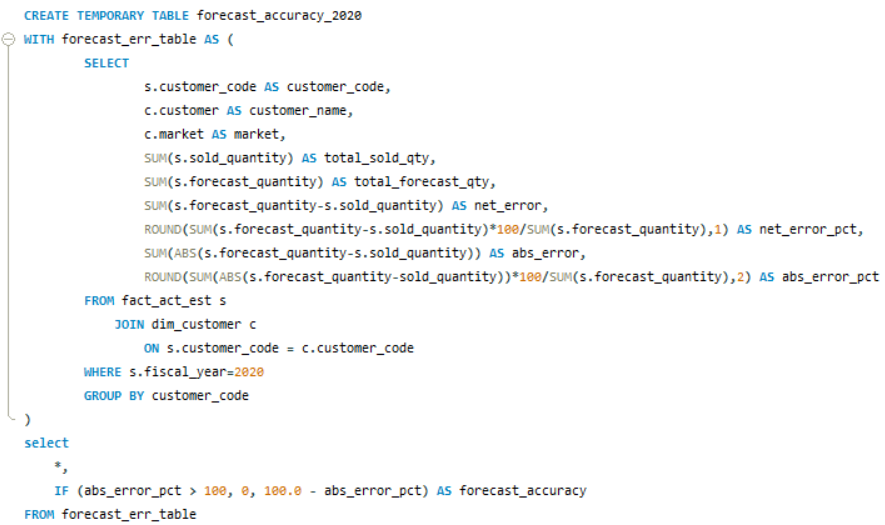 CREATE TEMPORARY TABLE forecast_accuracy_2020
WITH forecast_err_table AS (
SELECT
s.customer_code AS customer_code,
c.customer AS customer_name,
c.market AS market,
SUM(s.sold_quantity) AS total_sold_qty,
SUM(s.forecast_quantity) AS total_forecast_qty,
SUM(s.forecast_quantity-s.sold_quantity) AS net_error,
ROUND(SUM(s.forecast_quantity-s.sold_quantity)*100/SUM(s.forecast_quantity),1) AS net_error_pct,
SUM(ABS(s.forecast_quantity-s.sold_quantity)) AS abs_error,
ROUND(SUM(ABS(s.forecast_quantity-sold_quantity))*100/SUM(s.forecast_quantity),2) AS abs_error_pct
FROM fact_act_est s
JOIN dim_customer c
ON s.customer_code = c.customer_code
WHERE s.fiscal_year=2020
GROUP BY customer_code
)
select
*,
IF (abs_error_pct > 100, 0, 100.0 - abs_error_pct) AS forecast_accuracy
FROM forecast_err_table